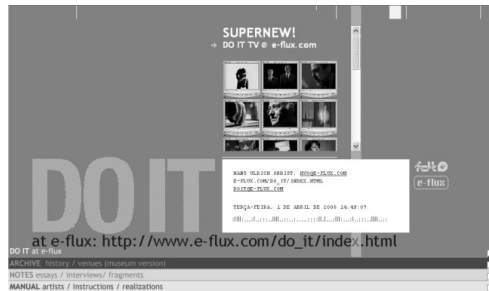 SUPERNEW!
→ DO IT TV @ e-flux.com
HANS ULRICH OBRIST: HUO@E-FLUX.COM
E-FLUX.COM/DO_IT/INDEX.HTML
DOIT@E-FLUX.COM
TERÇA-FEIRA, 1 DE ABRIL DE 2008 14:49:07
DO IT
e-flux
at e-flux: http://www.e-flux.com/do_it/index.html
DO IT at e-flux
ARCHIVE history / venues (museum version)
NOTES essays / interviews/ fragments
MANUAL artists / instructions / realizations